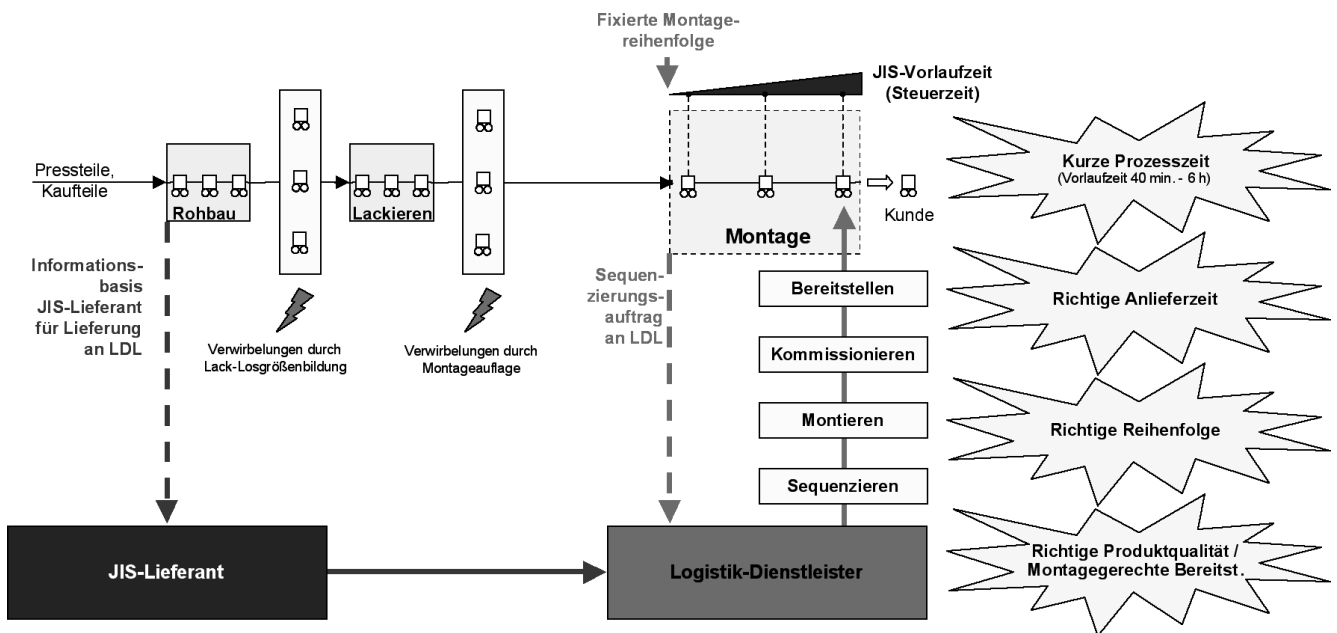 Fixierte Montage-
reihenfolge
JIS-Vorlaufzeit
(Steuerzeit)
Pressteile,
Kaufteile
Rohbau
Lackieren
Montage
Kunde
Informations-
basis
JIS-Lieferant
für Lieferung
an LDL
Verwirbelungen durch
Lack-Losgrößenbildung
Verwirbelungen durch
Montageauflage
Sequen-
zierungs-
auftrag
an LDL
Bereitstellen
Kommissionieren
Montieren
Sequenzieren
JIS-Lieferant
Logistik-Dienstleister
Kurze Prozesszeit
(Vorlaufzeit 40 min. - 6 h)
Richtige Anlieferzeit
Richtige Reihenfolge
Richtige Produktqualität /
Montagegerechte Bereitst.